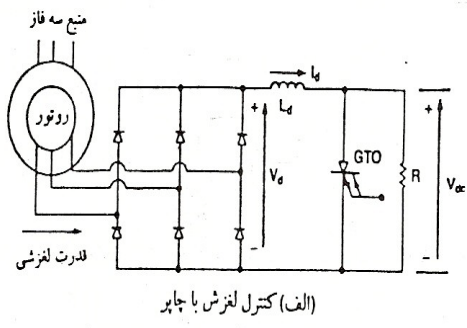 منبع سه فاز
روتور
قدرت لغزشی
+
V_d
-
I_d
L_d
GTO
R
+
V_dc
-
(الف) کنترل لغزش با چاپر